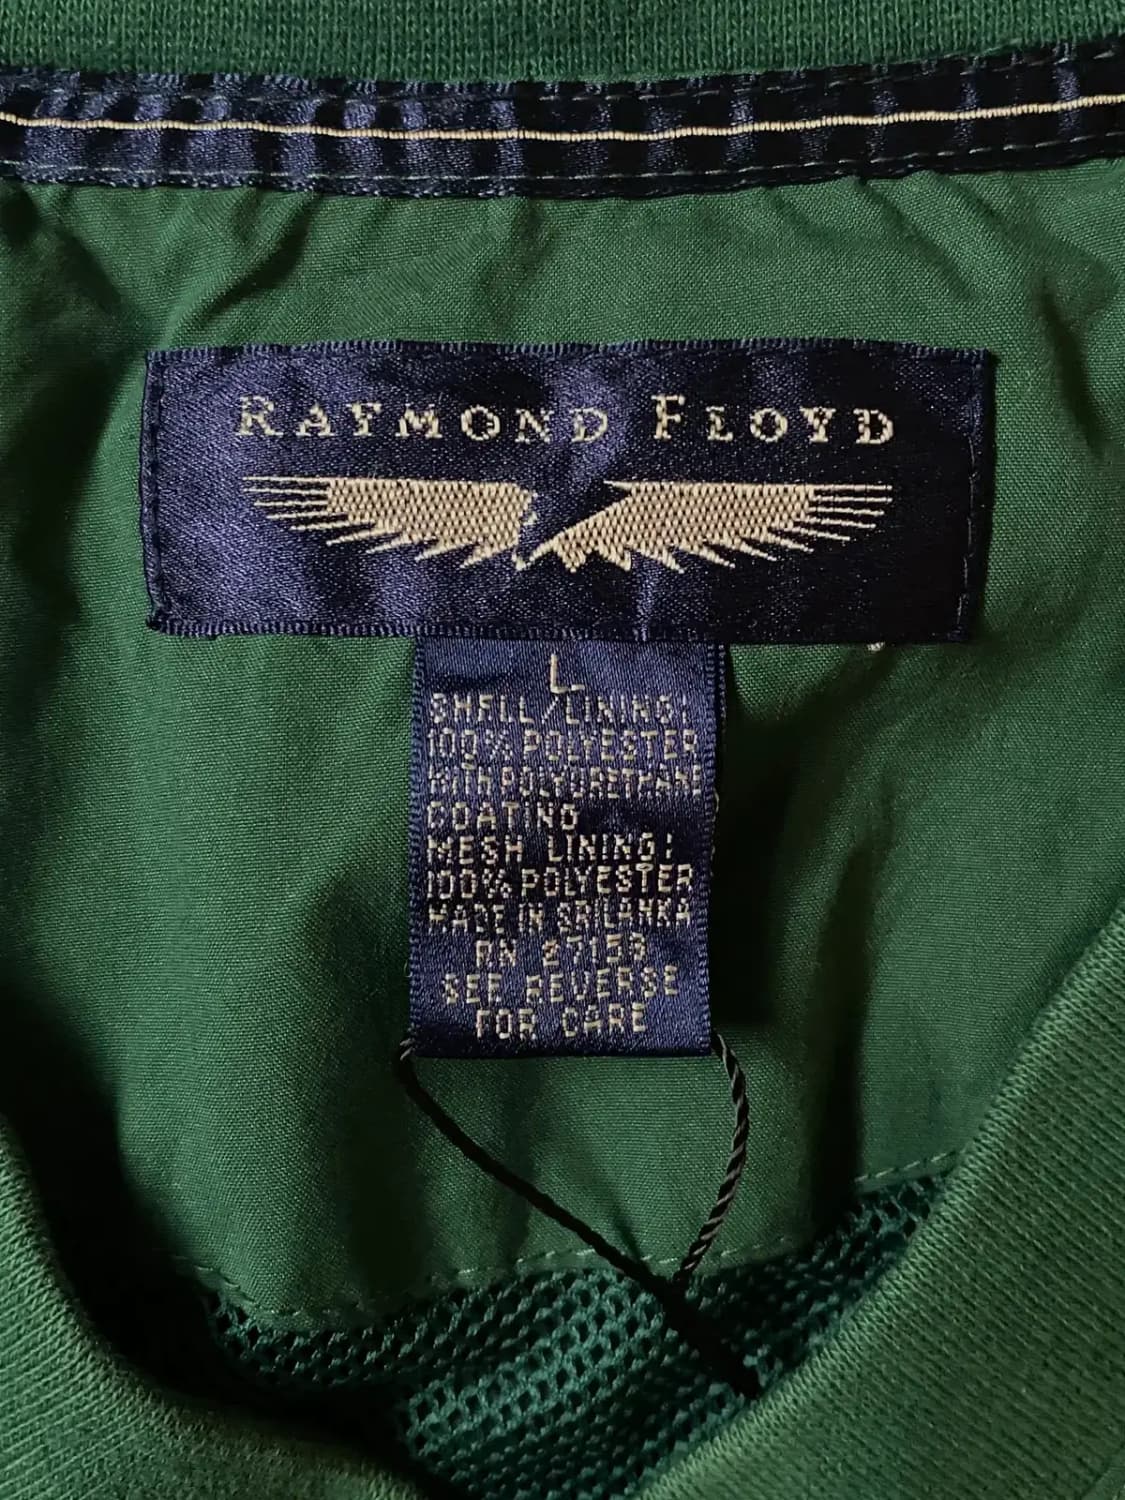 RAYMOND FLOYD
L
SHELL/LINING:
100% POLYESTER
WITH POLYURETHANE
COATING
MESH LINING:
100% POLYESTER
MADE IN SRI LANKA
RN
SEE REVERSE
FOR CARE